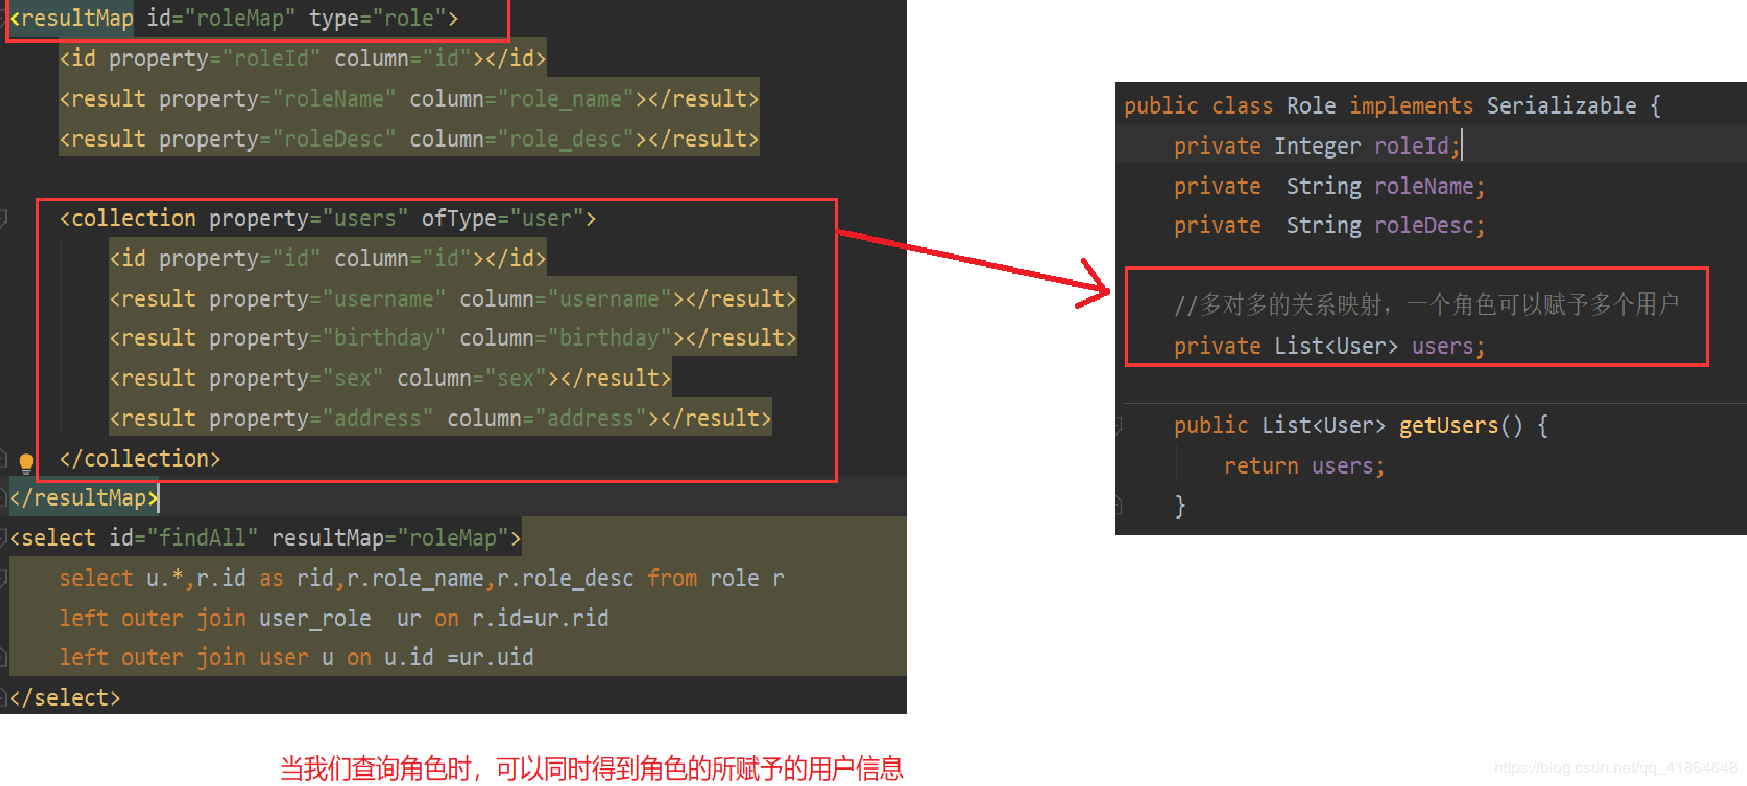 <resultMap id="roleMap" type="role">
<id property="roleId" column="id"></id>
<result property="roleName" column="role_name"></result>
<result property="roleDesc" column="role_desc"></result>
<collection property="users" ofType="user">
<id property="id" column="id"></id>
<result property="username" column="username"></result>
<result property="birthday" column="birthday"></result>
<result property="sex" column="sex"></result>
<result property="address" column="address"></result>
</collection>
</resultMap>
<select id="findAll" resultMap="roleMap">
select u.*,r.id as rid,r.role_name,r.role_desc from role r
left outer join user_role  ur on r.id=ur.rid
left outer join user u on u.id =ur.uid
</select>
public class Role implements Serializable {
private Integer roleId;
private  String roleName;
private  String roleDesc;
//多对多的关系映射，一个角色可以赋予多个用户
private List<User> users;
public List<User> getUsers() {
return users;
}
当我们查询角色时，可以同时得到角色的所赋予的用户信息
https://blog.csdn.net/qq_41864648